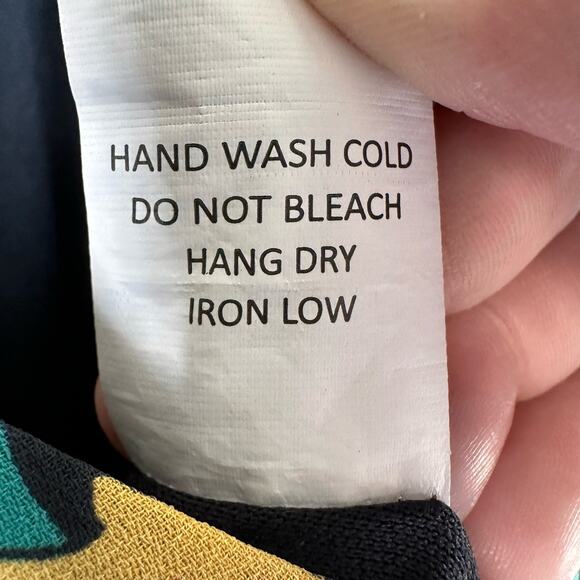 HAND WASH COLD
DO NOT BLEACH
HANG DRY
IRON LOW